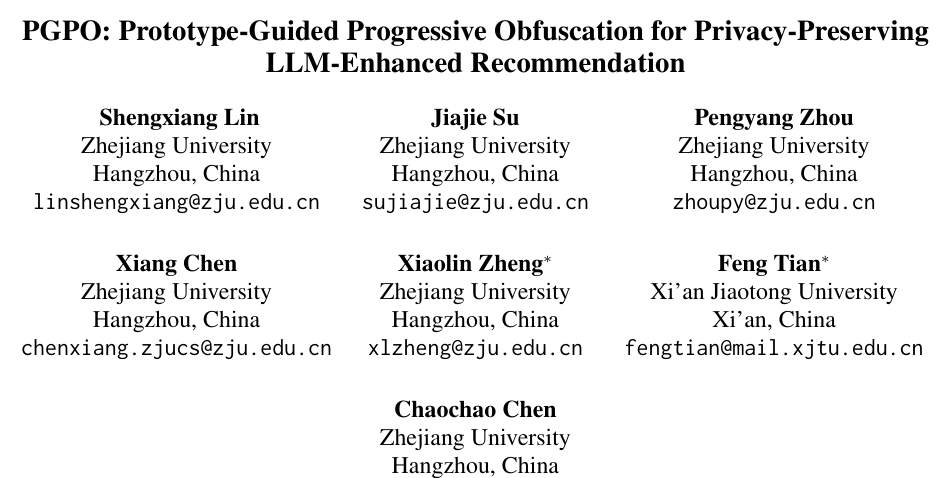 PGPO: Prototype-Guided Progressive Obfuscation for Privacy-Preserving
LLM-Enhanced Recommendation
Shengxiang Lin
Zhejiang University
Hangzhou, China
linshengxiang@zju.edu.cn
Jiajie Su
Zhejiang University
Hangzhou, China
sujiajie@zju.edu.cn
Pengyang Zhou
Zhejiang University
Hangzhou, China
zhoupy@zju.edu.cn
Xiang Chen
Zhejiang University
Hangzhou, China
chenxiang.zjucs@zju.edu.cn
Xiaolin Zheng*
Zhejiang University
Hangzhou, China
xlzheng@zju.edu.cn
Feng Tian*
Xi'an Jiaotong University
Xi'an, China
fengtian@mail.xjtu.edu.cn
Chaochao Chen
Zhejiang University
Hangzhou, China